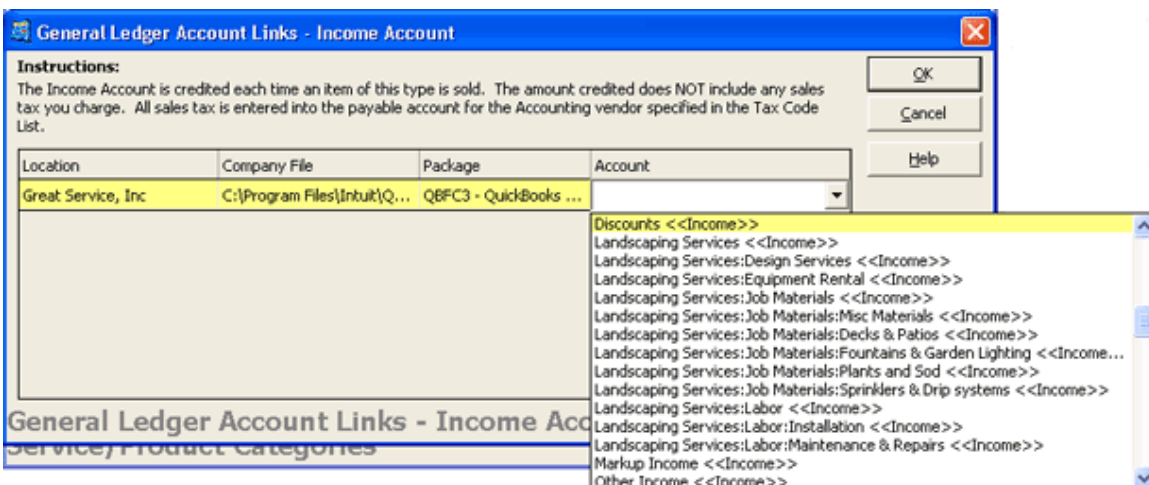 General Ledger Account Links - Income Account
Instructions:
The Income Account is credited each time an item of this type is sold. The amount credited does NOT include any sales
tax you charge. All sales tax is entered into the payable account for the Accounting vendor specified in the Tax Code
List.
OK
Cancel
Help
Location Company File Package Account
Great Service, Inc C:\Program Files\Intuit\Q... QBFC3 - QuickBooks ...
Discounts <<Income>>
Landscaping Services <<Income>>
Landscaping Services:Design Services <<Income>>
Landscaping Services:Equipment Rental <<Income>>
Landscaping Services:Job Materials <<Income>>
Landscaping Services:Job Materials:Misc Materials <<Income>>
Landscaping Services:Job Materials:Decks & Patios <<Income>>
Landscaping Services:Job Materials:Fountains & Garden Lighting <<Income...
Landscaping Services:Job Materials:Plants and Sod <<Income>>
Landscaping Services:Job Materials:Sprinklers & Drip systems <<Income>>
Landscaping Services:Labor <<Income>>
Landscaping Services:Labor:Installation <<Income>>
Landscaping Services:Labor:Maintenance & Repairs <<Income>>
Markup Income <<Income>>
Other Income <<Income>>
General Ledger Account Links - Income Acc
Service/Product Categories